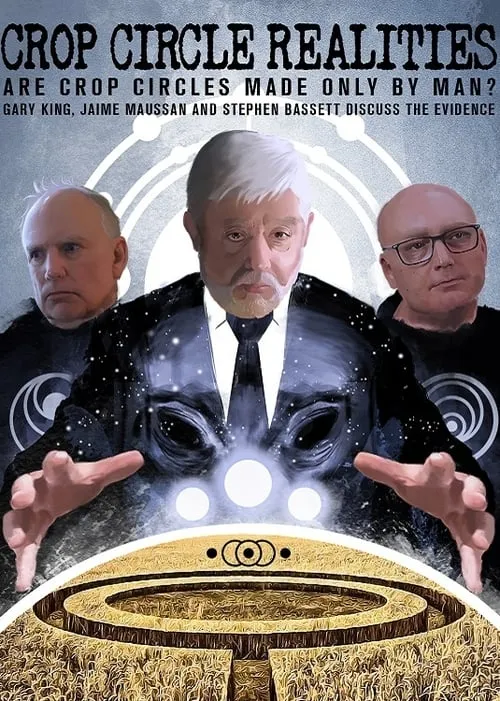 CROP CIRCLE REALITIES
ARE CROP CIRCLES MADE ONLY BY MAN?
GARY KING, JAIME MAUSSAN AND STEPHEN BASSETT DISCUSS THE EVIDENCE